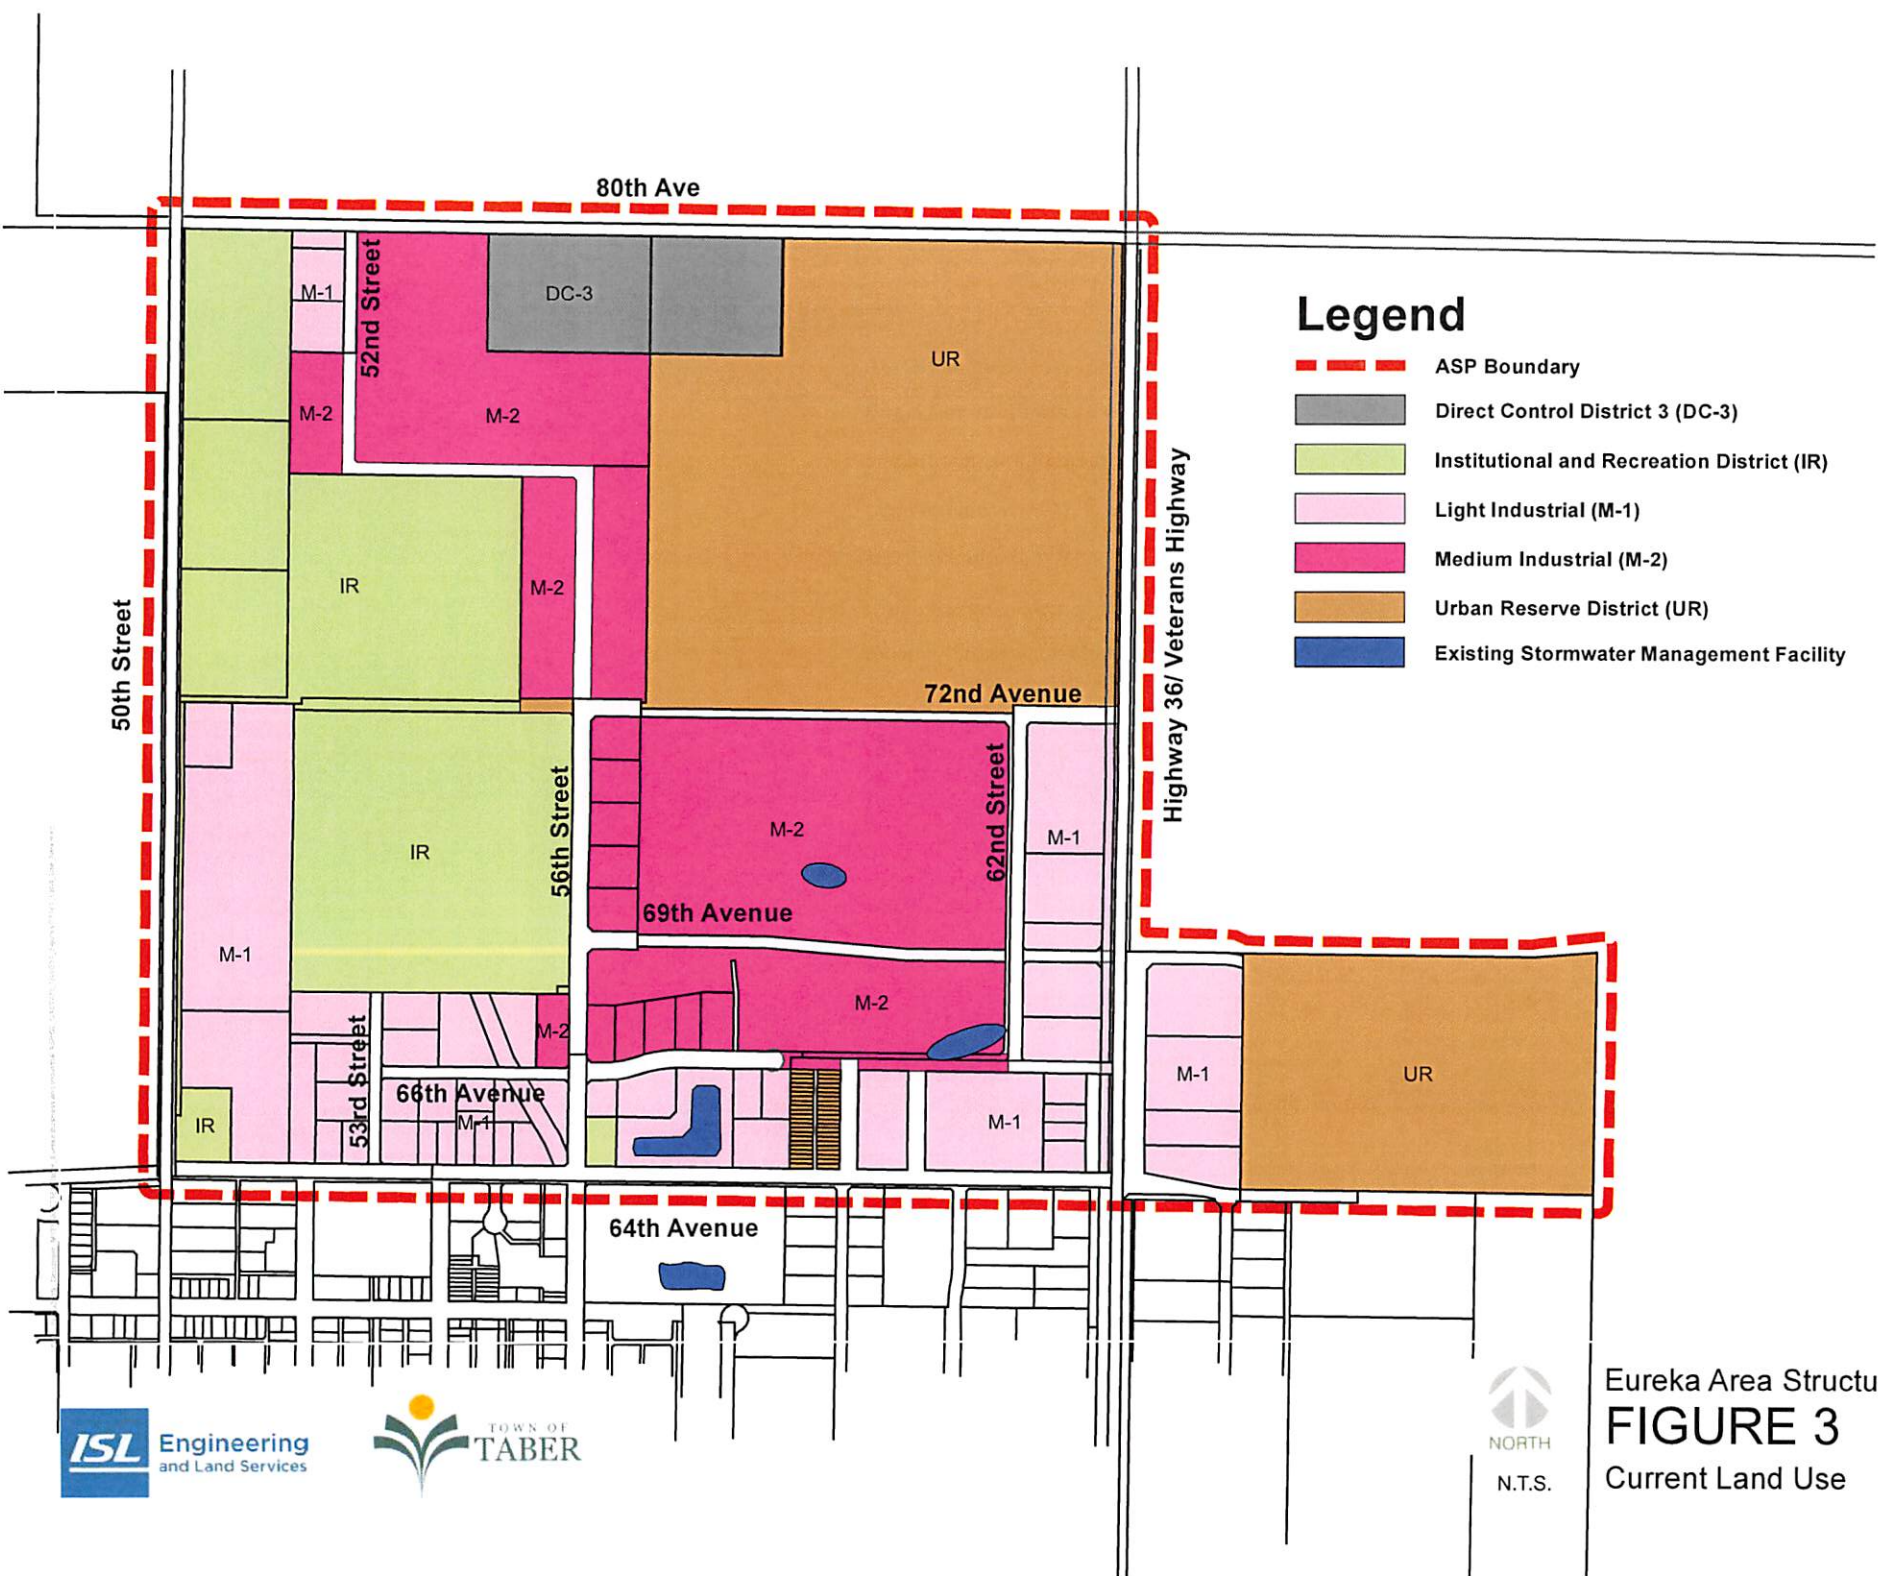 80th Ave
52nd Street
M-1
DC-3
UR
M-2
M-2
IR
M-2
50th Street
Highway 36/ Veterans Highway
72nd Avenue
56th Street
62nd Street
M-2
M-1
IR
69th Avenue
M-1
M-2
M-2
53rd Street
66th Avenue
M-1
IR
M-1
M-1
UR
64th Avenue
Legend
ASP Boundary
Direct Control District 3 (DC-3)
Institutional and Recreation District (IR)
Light Industrial (M-1)
Medium Industrial (M-2)
Urban Reserve District (UR)
Existing Stormwater Management Facility
ISL Engineering
and Land Services
TOWN OF
TABER
NORTH
N.T.S.
Eureka Area Structu
FIGURE 3
Current Land Use